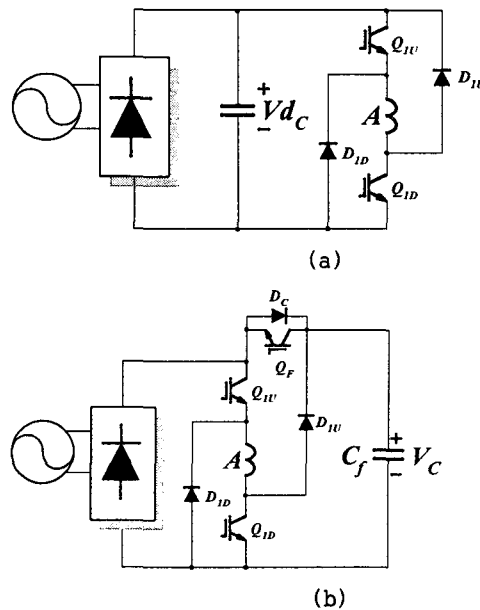 Q1U
D1U
+
Vdc
−
A
D1D
Q1D
(a)
DC
QF
Q1U
D1U
A
Cf
+
VC
−
D1D
Q1D
(b)